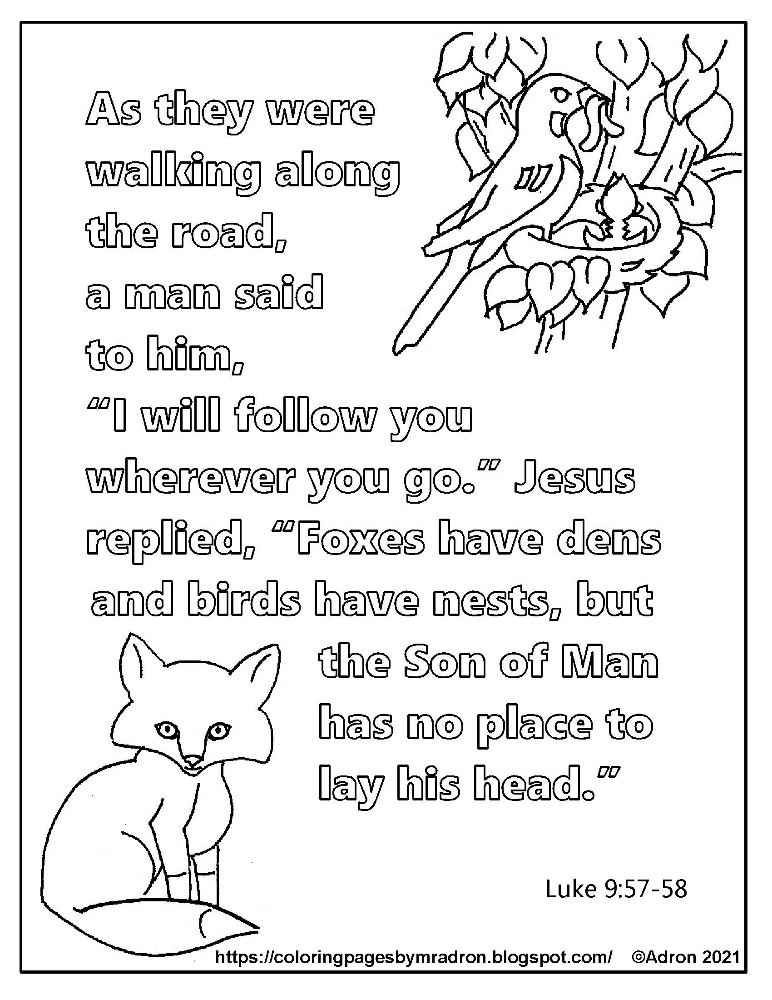 As they were
walking along
the road,
a man said
to him,
“I will follow you
wherever you go.” Jesus
replied, “Foxes have dens
and birds have nests, but
the Son of Man
has no place to
lay his head.”
Luke 9:57-58
https://coloringpagesbymradron.blogspot.com/ ©Adron 2021